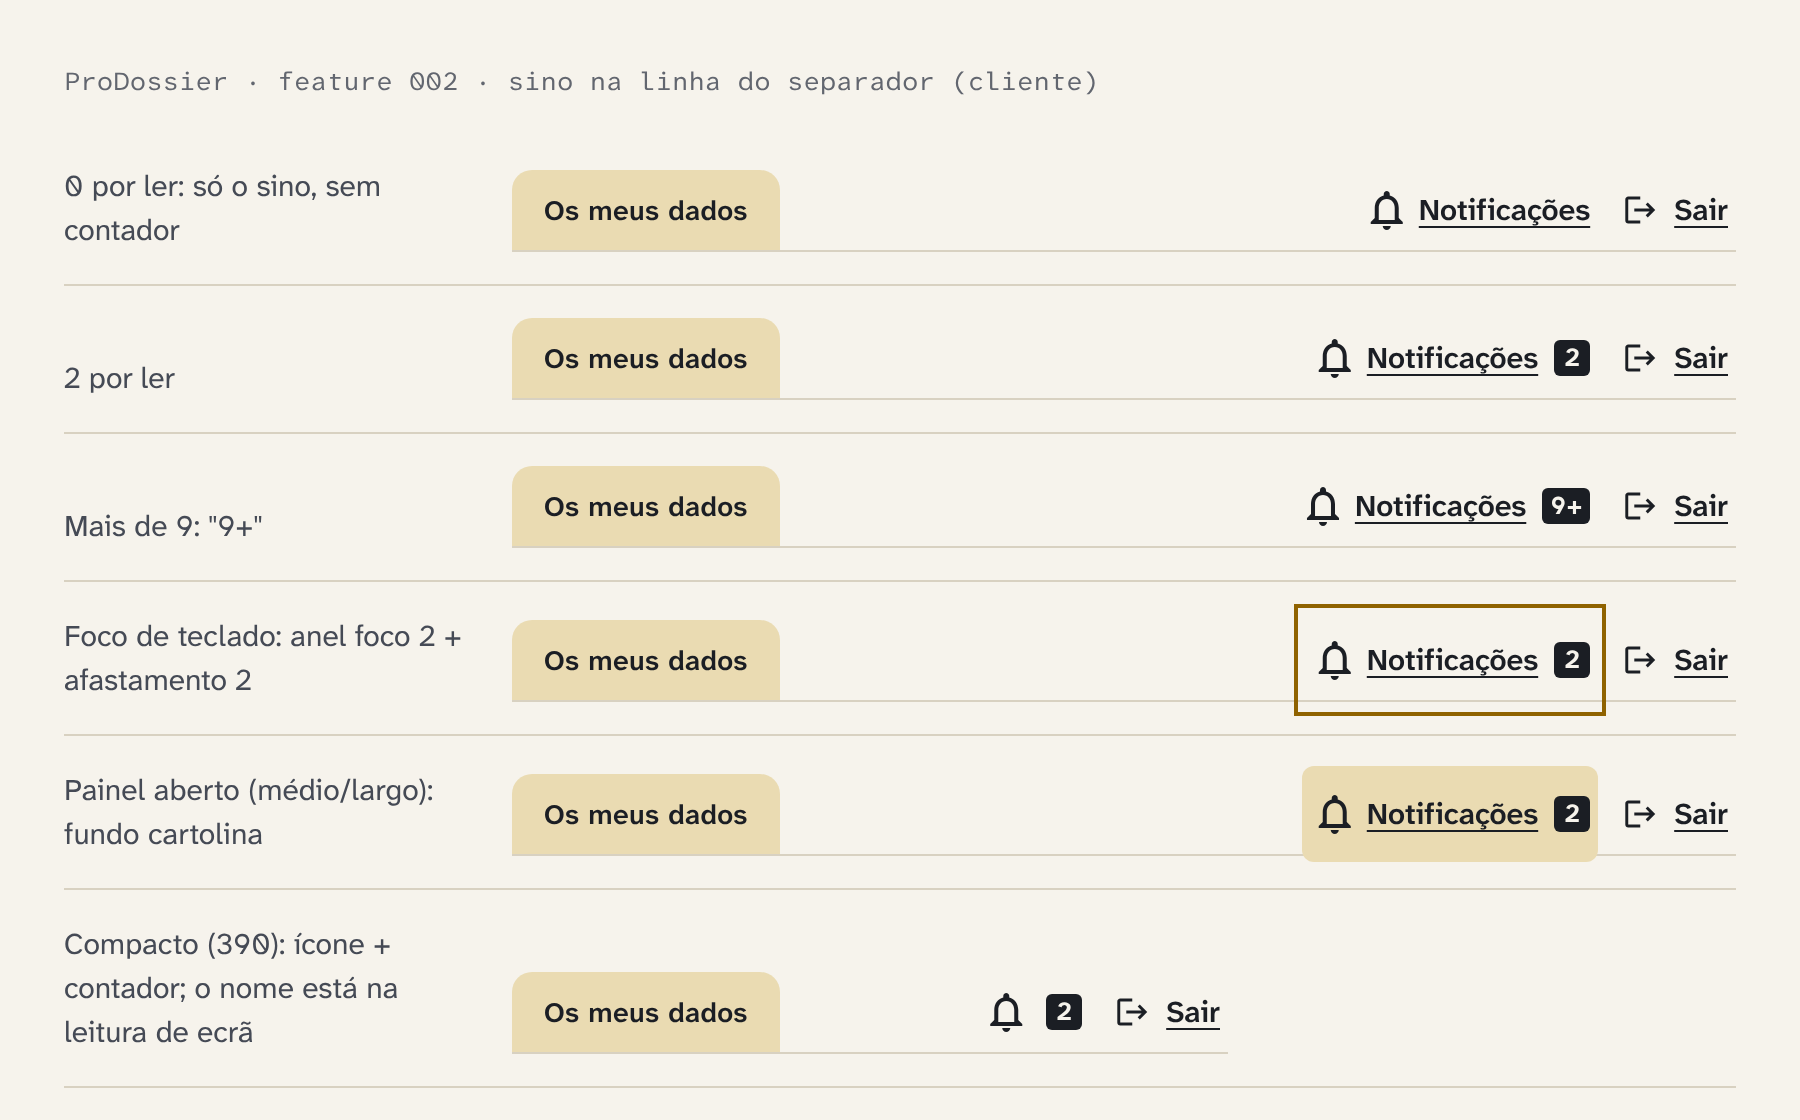 ProDossier · feature 002 · sino na linha do separador (cliente)
0 por ler: só o sino, sem
contador
Os meus dados
Notificações
Sair
2 por ler
Os meus dados
Notificações 2
Sair
Mais de 9: "9+"
Os meus dados
Notificações 9+
Sair
Foco de teclado: anel foco 2 +
afastamento 2
Os meus dados
Notificações 2
Sair
Painel aberto (médio/largo):
fundo cartolina
Os meus dados
Notificações 2
Sair
Compacto (390): ícone +
contador; o nome está na
leitura de ecrã
Os meus dados
2
Sair